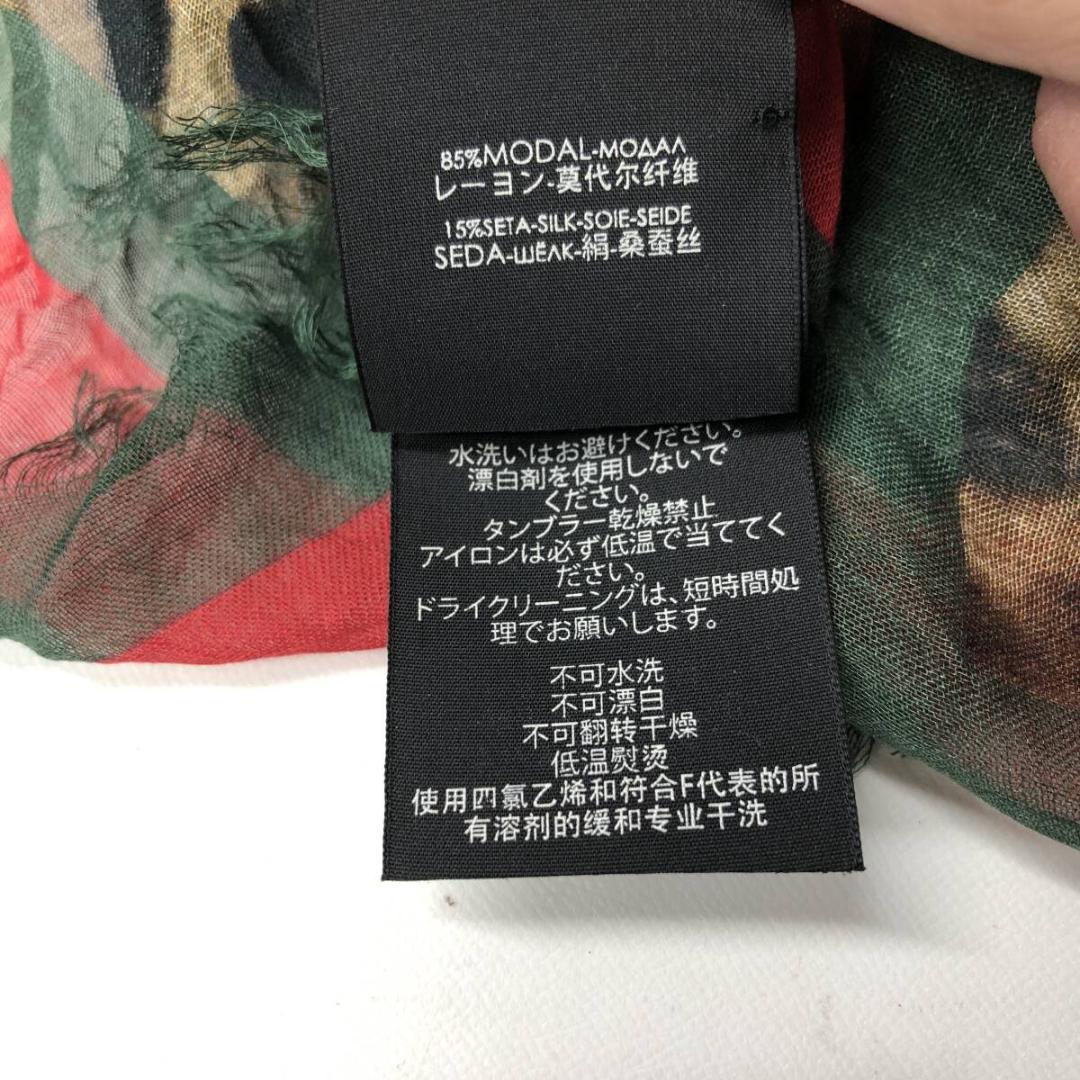 85%MODAL-МОДАЛ
レーヨン-莫代尔纤维
15%SETA-SILK-SOIE-SEIDE
SEDA-ШЁЛК-絹-桑蚕丝
水洗いはお避けください。
漂白剤を使用しないで
ください。
タンブラー乾燥禁止
アイロンは必ず低温で当ててく
ださい。
ドライクリーニングは、短時間処
理でお願いします。
不可水洗
不可漂白
不可翻转干燥
低温熨烫
使用四氯乙烯和符合F代表的所
有溶剂的缓和专业干洗